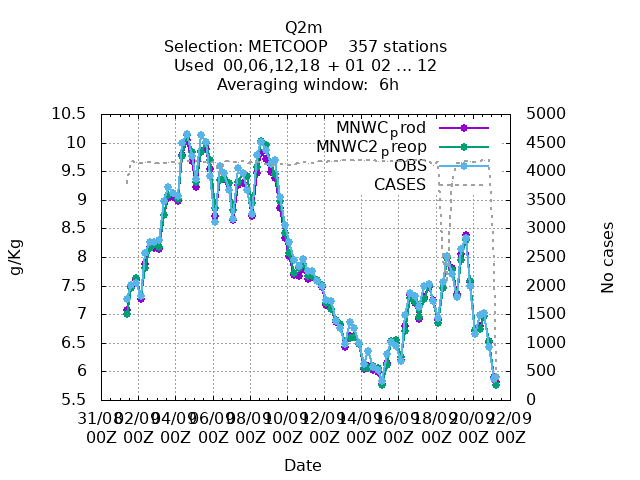 Q2m
Selection: METCOOP    357 stations
Used  00,06,12,18  + 01 02 ... 12
Averaging window:  6h
MNWCprod
MNWC2preop
OBS
CASES
10.5
10
9.5
9
8.5
8
7.5
7
6.5
6
5.5
g/Kg
5000
4500
4000
3500
3000
2500
2000
1500
1000
500
0
No cases
31/08 02/09 04/09 06/09 08/09 10/09 12/09 14/09 16/09 18/09 20/09 22/09
00Z 00Z 00Z 00Z 00Z 00Z 00Z 00Z 00Z 00Z 00Z 00Z
Date